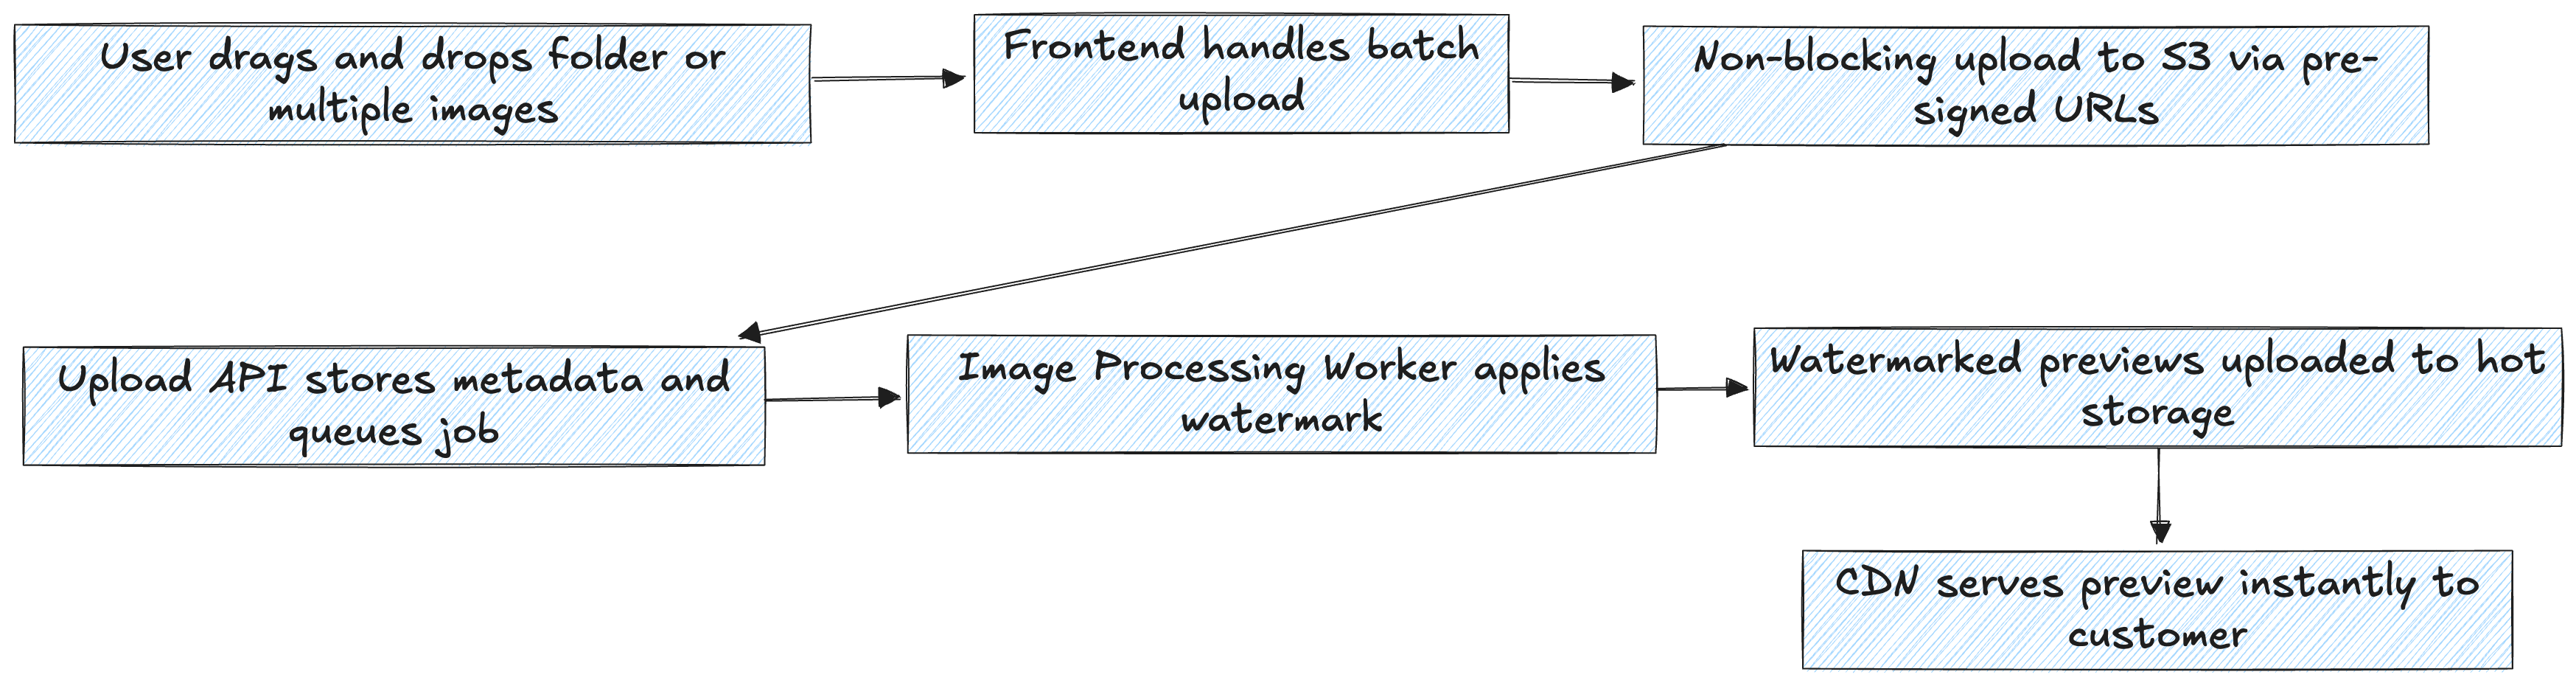 User drags and drops folder or
multiple images
Frontend handles batch
upload
Non-blocking upload to S3 via pre-
signed URLs
Upload API stores metadata and
queues job
Image Processing Worker applies
watermark
Watermarked previews uploaded to hot
storage
CDN serves preview instantly to
customer